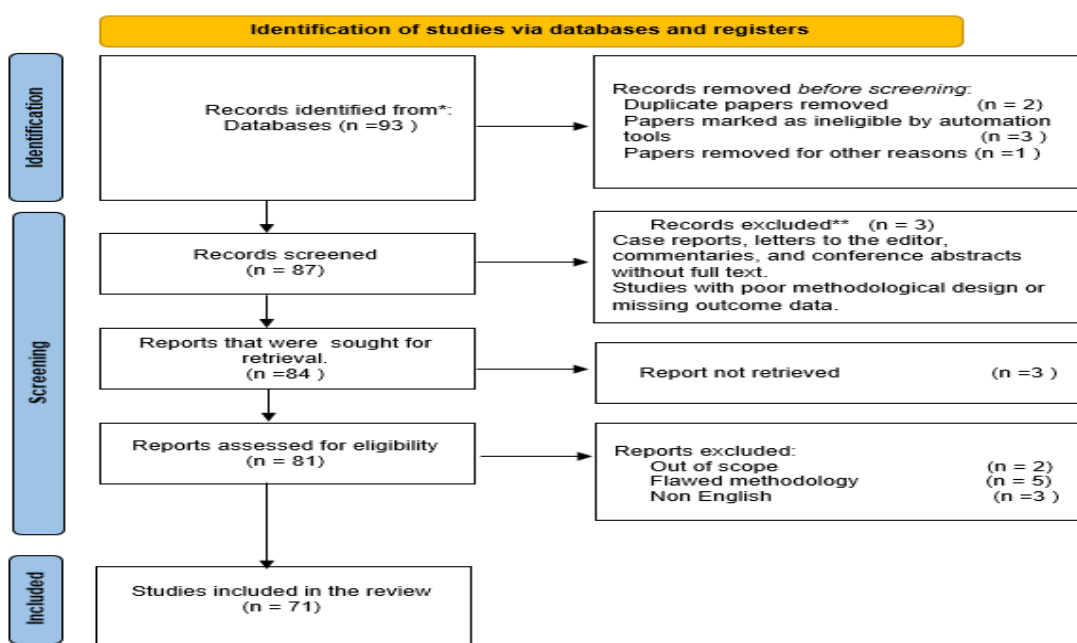 Identification of studies via databases and registers
Identification
Records identified from*:
Databases (n =93 )
Records removed before screening:
Duplicate papers removed (n = 2)
Papers marked as ineligible by automation
tools (n =3 )
Papers removed for other reasons (n =1 )
Screening
Records screened
(n = 87)
Records excluded** (n = 3)
Case reports, letters to the editor,
commentaries, and conference abstracts
without full text.
Studies with poor methodological design or
missing outcome data.
Reports that were sought for
retrieval.
(n =84 )
Report not retrieved (n =3 )
Reports assessed for eligibility
(n = 81)
Reports excluded:
Out of scope (n = 2)
Flawed methodology (n = 5)
Non English (n =3 )
Included
Studies included in the review
(n = 71)